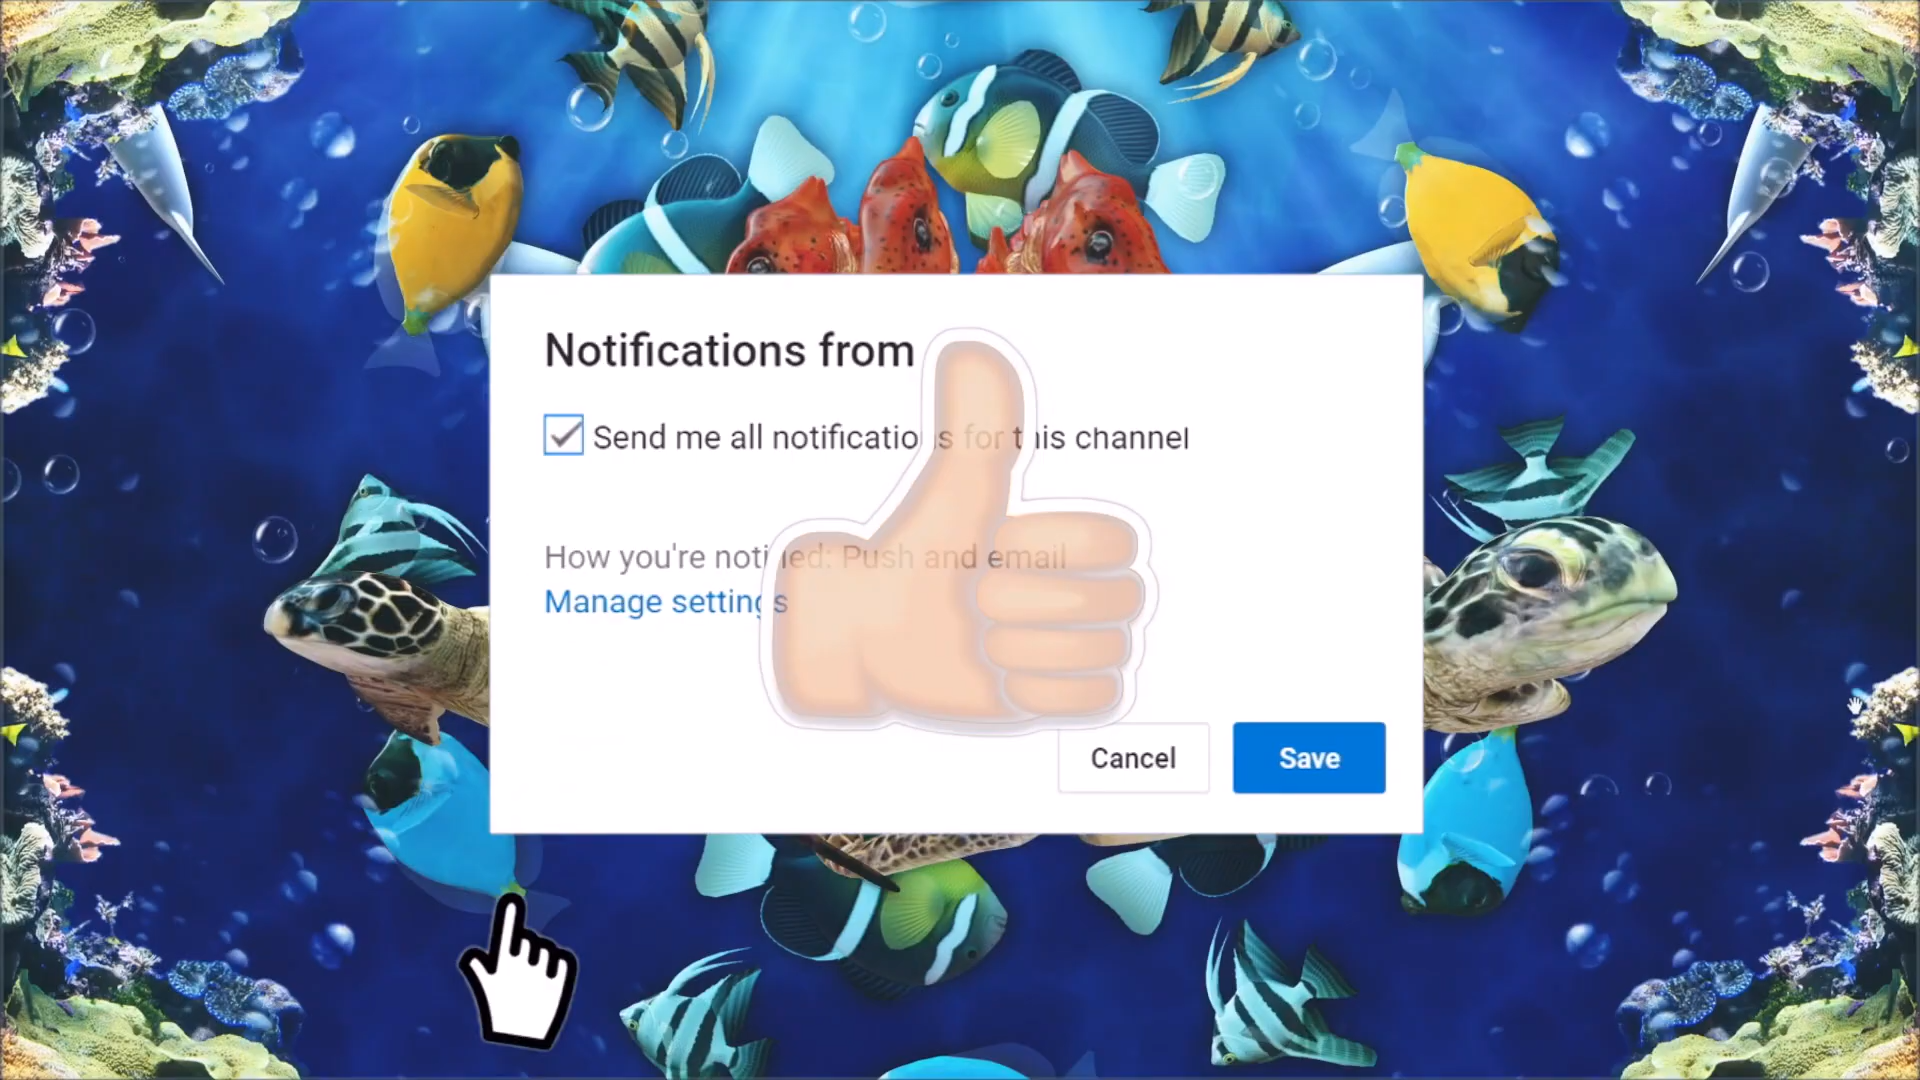 Notifications from
Send me all notifications for this channel
How you're notified: Push and email
Manage settings
Cancel
Save